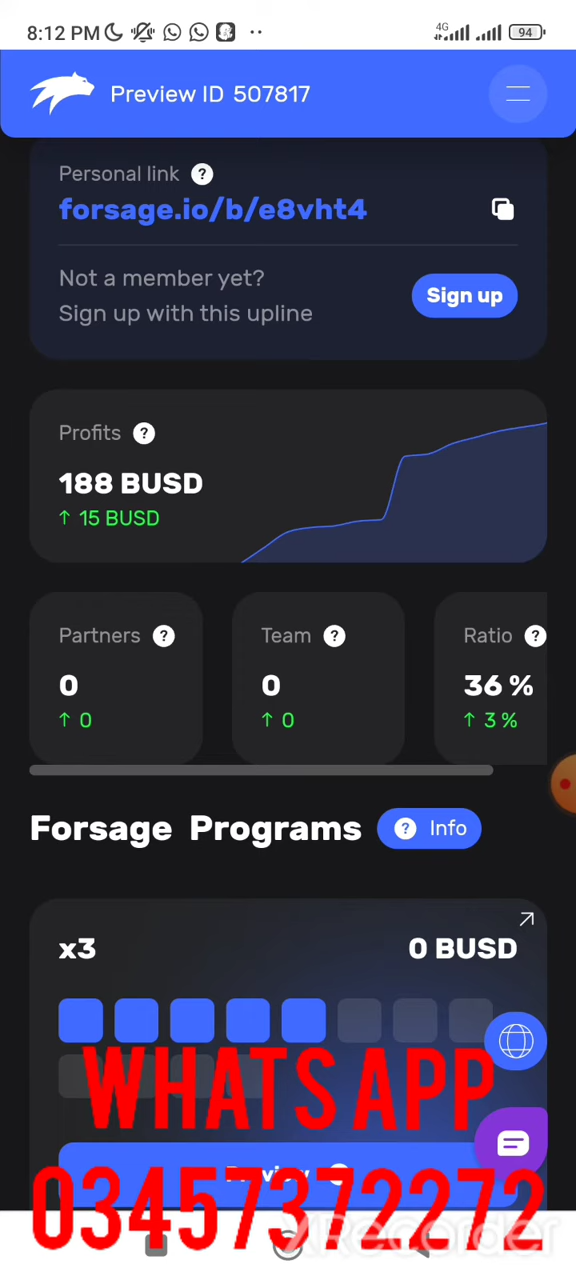 8:12 PM
4G
94
Preview ID 507817
Personal link ?
forsage.io/b/e8vht4
Not a member yet?
Sign up with this upline
Sign up
Profits ?
188 BUSD
↑ 15 BUSD
Partners ?
0
↑ 0
Team ?
0
↑ 0
Ratio ?
36 %
↑ 3 %
Forsage Programs
? Info
x3
0 BUSD
WHATS APP
Preview
03457372272
XRecorder